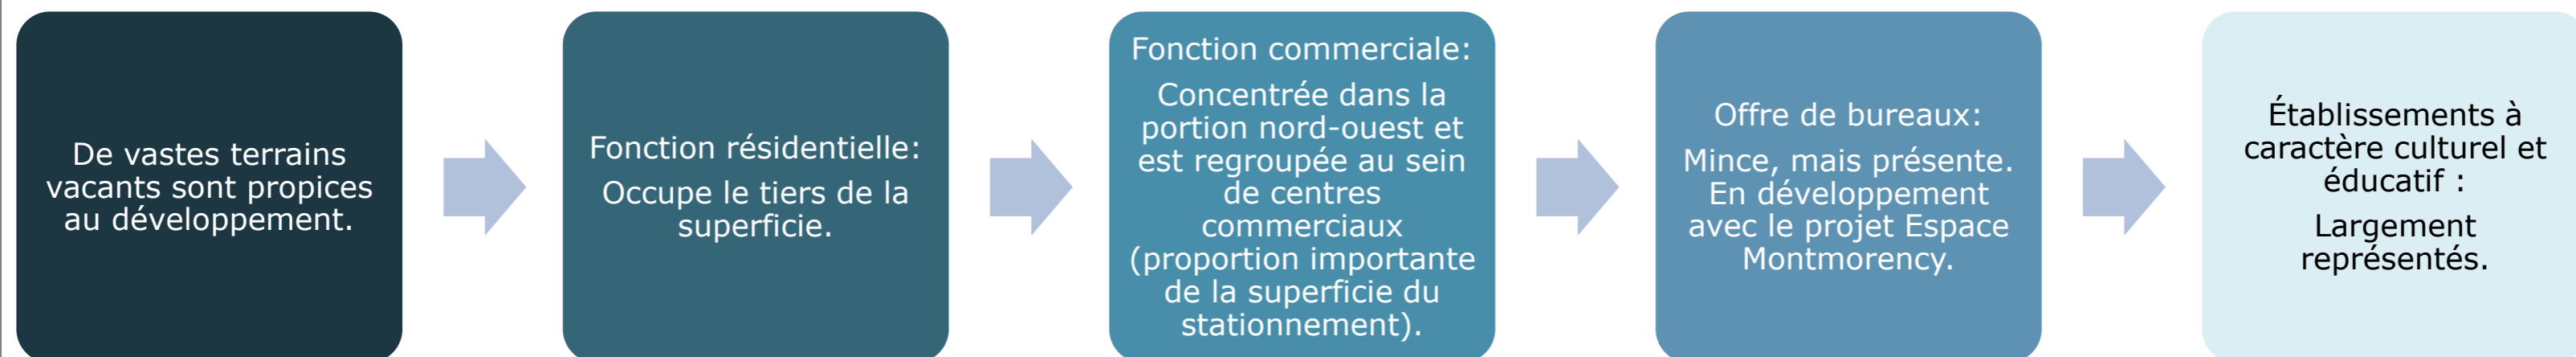 De vastes terrains
vacants sont propices
au développement.
Fonction résidentielle:
Occupe le tiers de la
superficie.
Fonction commerciale:
Concentrée dans la
portion nord-ouest et
est regroupée au sein
de centres
commerciaux
(proportion importante
de la superficie du
stationnement).
Offre de bureaux:
Mince, mais présente.
En développement
avec le projet Espace
Montmorency.
Établissements à
caractère culturel et
éducatif :
Largement
représentés.